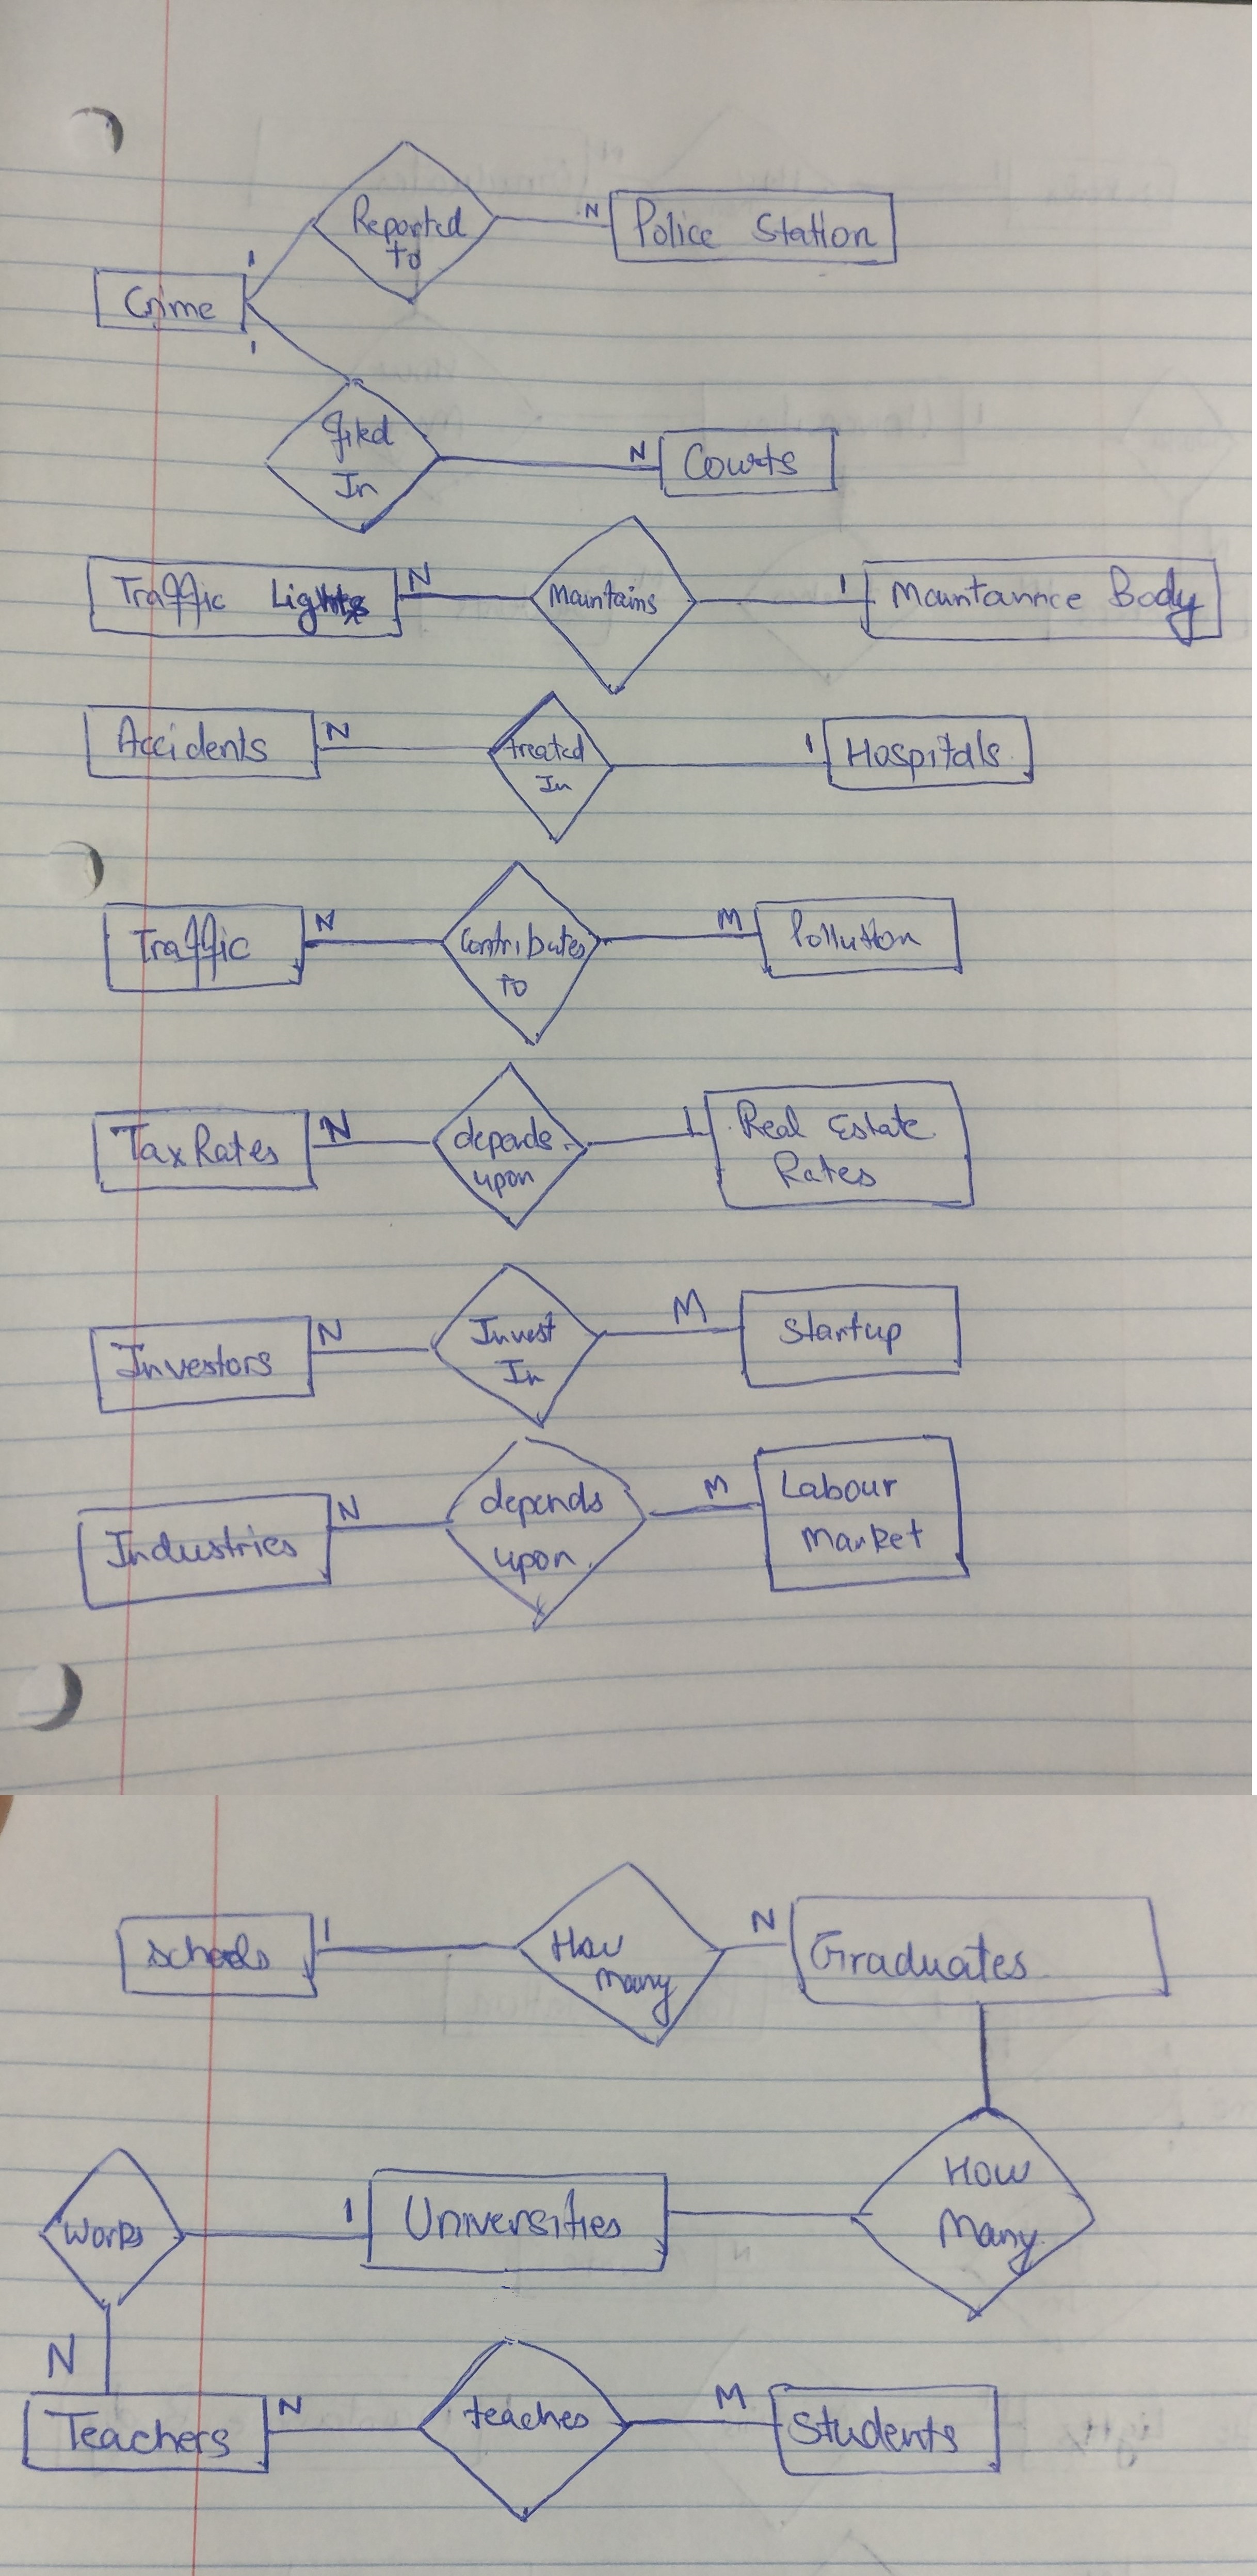 Reported
to
N
Police Station
1
Crime
1
Filed
In
N
Courts
Traffic Lights
N
Maintains
1
Maintannce Body
Accidents
N
treated
In
1
Hospitals
Traffic
N
Contributes
to
M
Pollution
Tax Rates
N
depends
upon
1
Real Estate
Rates
Investors
N
Invest
In
M
Startup
Industries
N
depends
upon
M
Labour
Market
Schools
1
How
many
N
Graduates
How
Many
Works
1
Universities
N
Teachers
N
teaches
M
Students